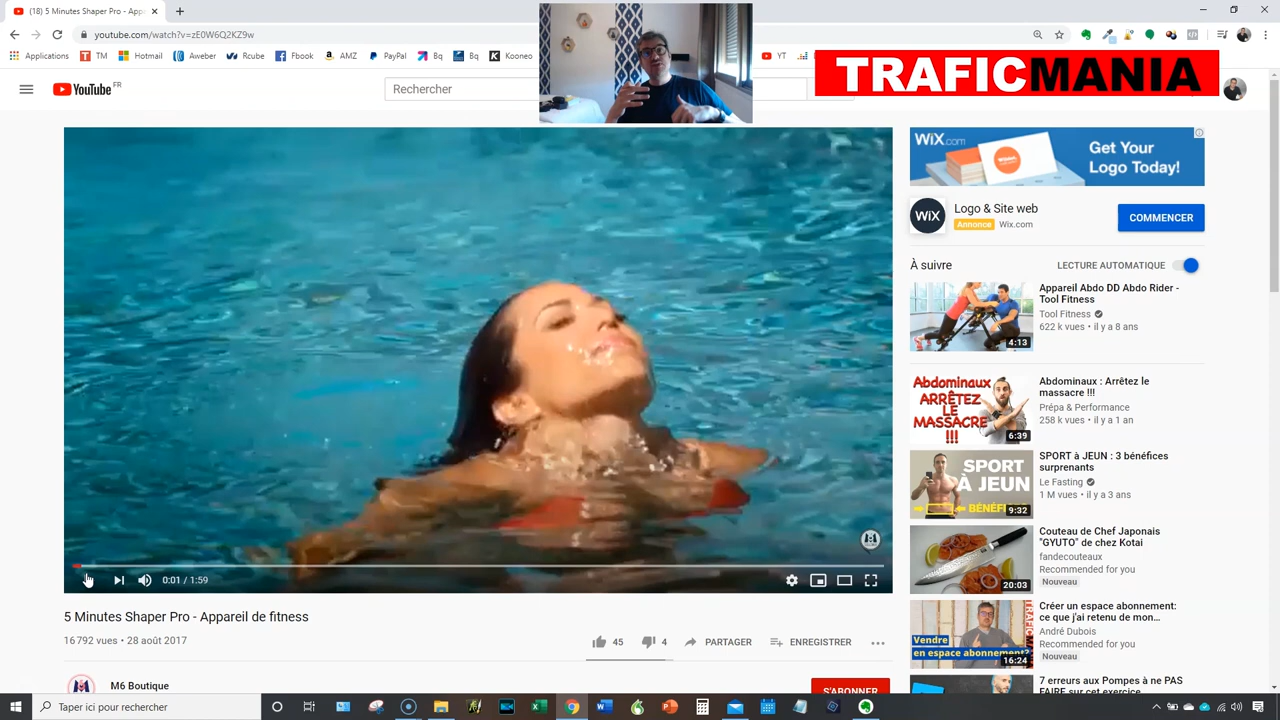 (18) 5 Minutes Shaper Pro - App
youtube.com/watch?v=zE0W6Q2KZ9w
Applications
TM
Hotmail
Aweber
Rcube
Fbook
AMZ
PayPal
Bq
Bq
Kooneo
YT
TRAFICMANIA
YouTube FR
Rechercher
WiX.com
Get Your
Logo Today!
WiX
Logo & Site web
Annonce Wix.com
COMMENCER
À suivre
LECTURE AUTOMATIQUE
Appareil Abdo DD Abdo Rider -
Tool Fitness
Tool Fitness
622 k vues • il y a 8 ans
4:13
Abdominaux
ARRÊTEZ
LE
MASSACRE
!!!
6:39
Abdominaux : Arrêtez le
massacre !!!
Prépa & Performance
258 k vues • il y a 1 an
SPORT
À JEUN
9:32
SPORT à JEUN : 3 bénéfices
surprenants
Le Fasting
1 M vues • il y a 3 ans
20:03
Couteau de Chef Japonais
"GYUTO" de chez Kotai
fandecouteaux
Recommended for you
Nouveau
Vendre
en espace abonnement?
16:24
Créer un espace abonnement:
ce que j'ai retenu de mon...
André Dubois
Recommended for you
Nouveau
7 erreurs aux Pompes à ne PAS
FAIRE sur cet exercice
0:01 / 1:59
5 Minutes Shaper Pro - Appareil de fitness
16 792 vues • 28 août 2017
45
4
PARTAGER
ENREGISTRER
M6 Boutique
S'ABONNER
Taper ici pour rechercher